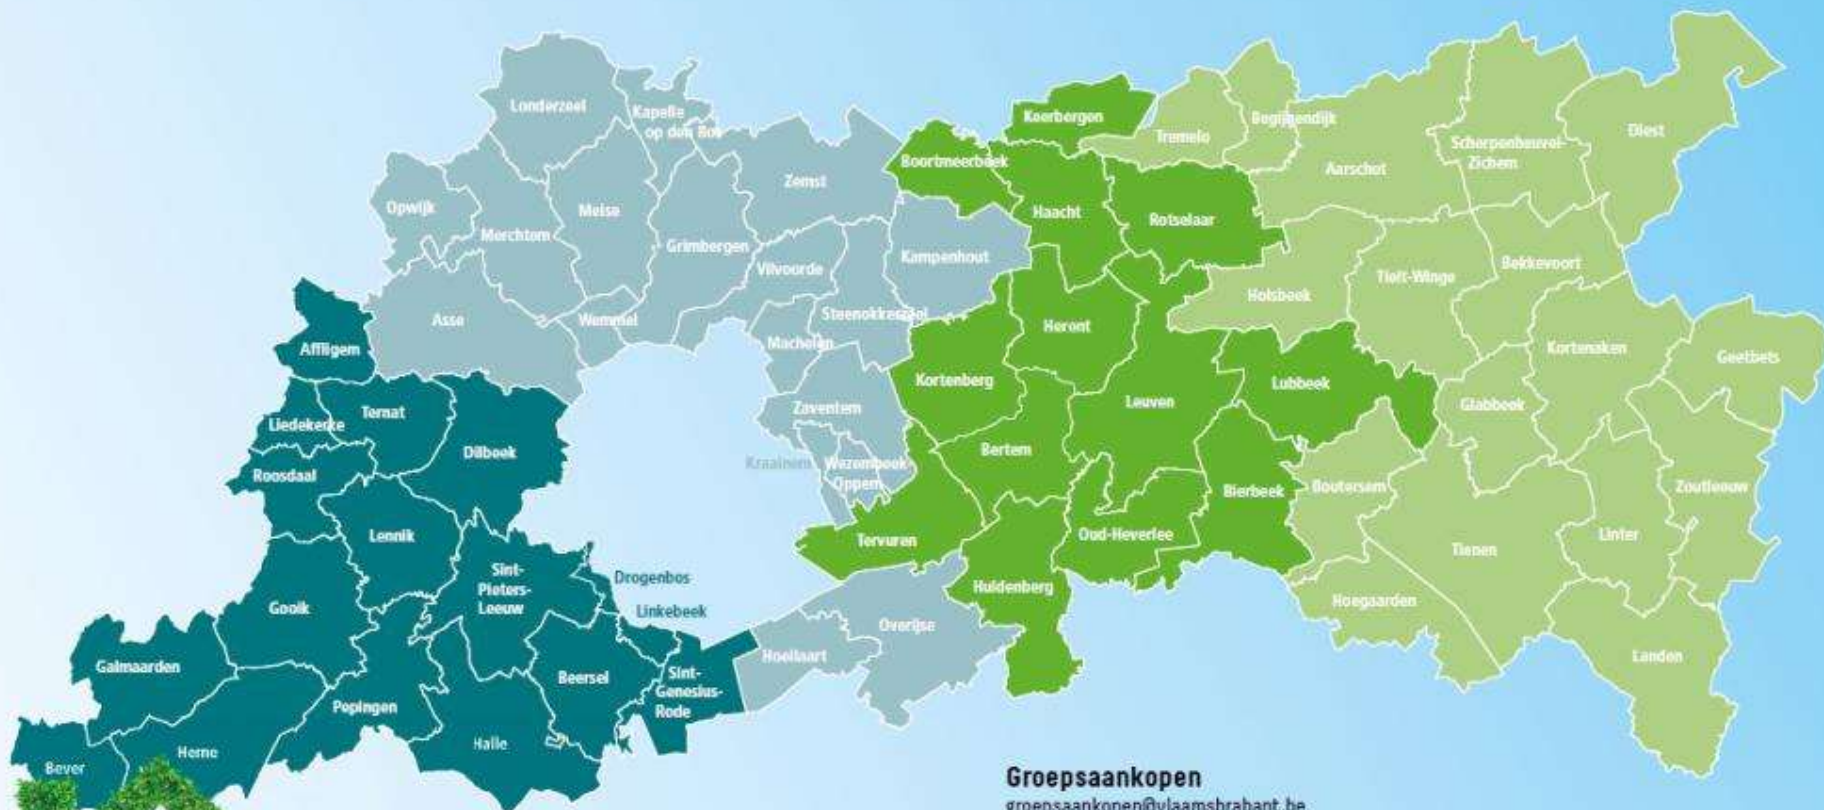 Londerzeel
Kapelle
op den Bos
Keerbergen
Tremelo
Begijnendijk
Scherpenheuvel-
Zichem
Diest
Boortmeerbeek
Aarschot
Zemst
Opwijk
Merchtem
Meise
Grimbergen
Haacht
Rotselaar
Kampenhout
Vilvoorde
Holsbeek
Tielt-Winge
Bekkevoort
Asse
Wemmel
Steenokkerzeel
Machelen
Herent
Affligem
Kortenberg
Lubbeek
Kortenaken
Geetbets
Liedekerke
Ternat
Dilbeek
Zaventem
Leuven
Glabbeek
Roosdaal
Kraainem
Wezembeek-
Oppem
Bertem
Bierbeek
Boutersem
Zoutleeuw
Lennik
Tervuren
Oud-Heverlee
Tienen
Linter
Sint-
Pieters-
Leeuw
Drogenbos
Linkebeek
Gooik
Huldenberg
Hoegaarden
Overijse
Hoeilaart
Landen
Galmaarden
Pepingen
Beersel
Sint-
Genesius-
Rode
Bever
Herne
Halle
Groepsaankopen
groepsaankopen@vlaamsbrabant.be